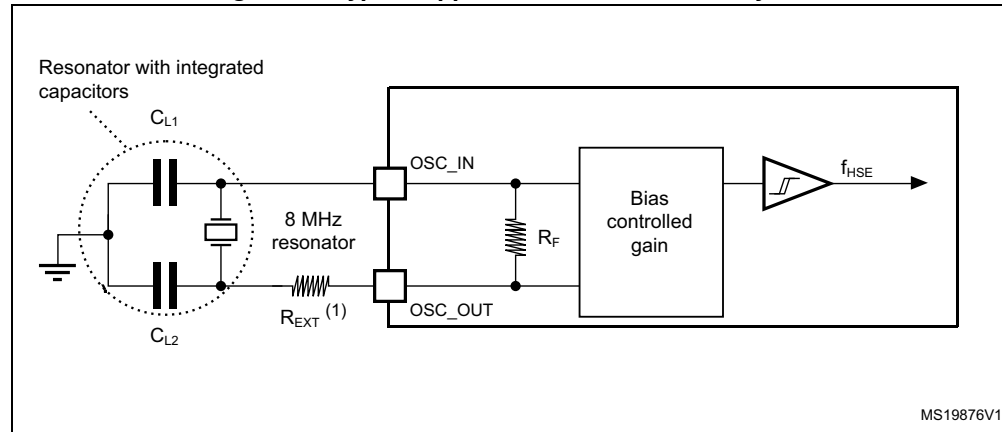 Resonator with integrated
capacitors
CL1
OSC_IN
fHSE
8 MHz
resonator
RF
Bias
controlled
gain
REXT (1)
OSC_OUT
CL2
MS19876V1